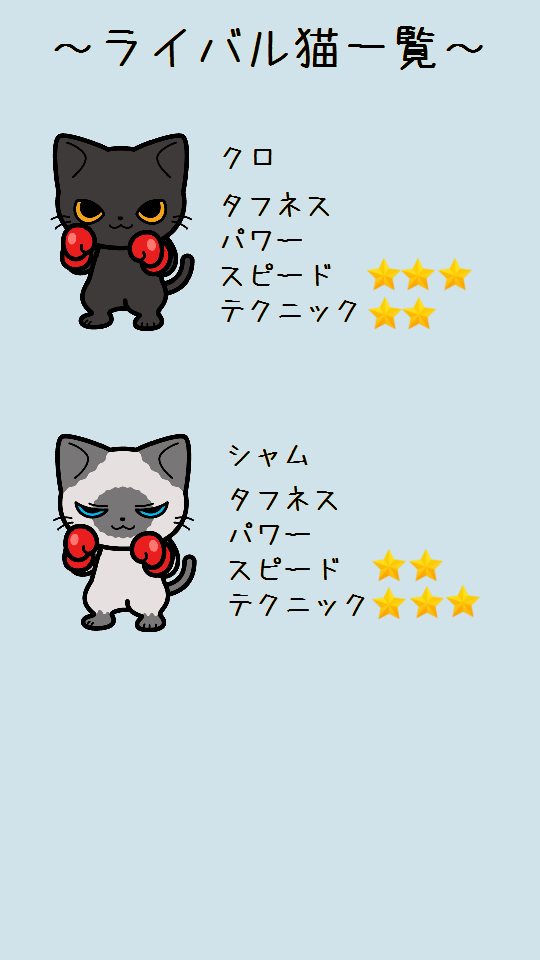 ～ライバル猫一覧～
クロ
タフネス
パワー
スピード
テクニック
シャム
タフネス
パワー
スピード
テクニック